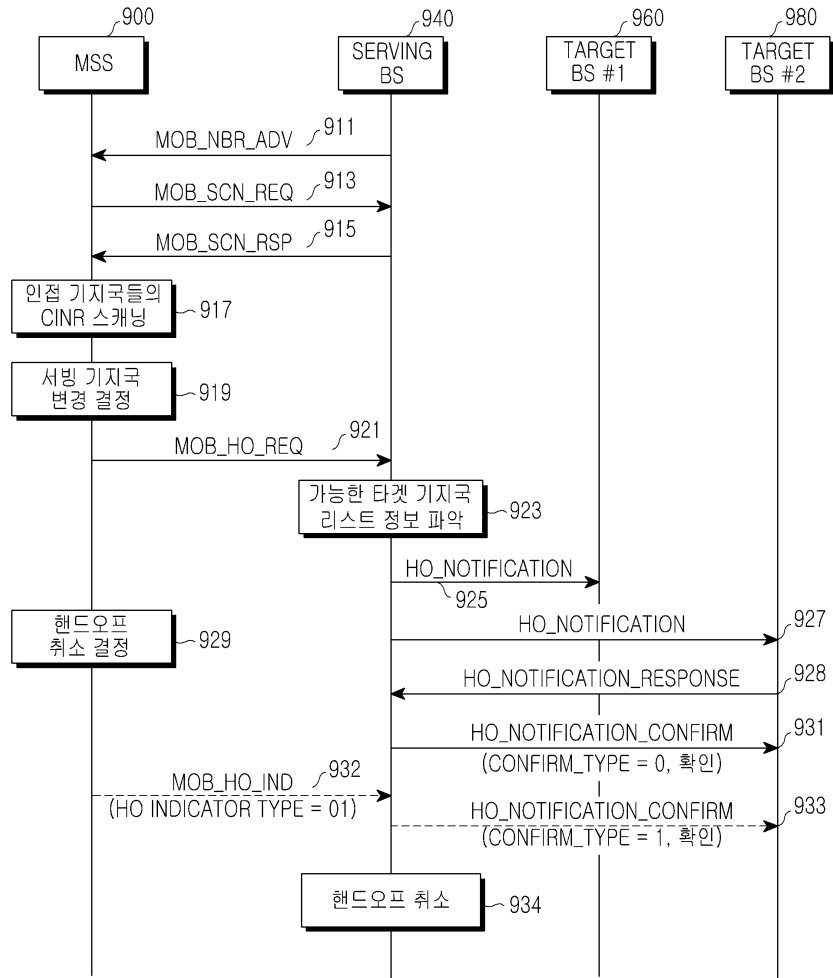 900
940
960
980
MSS
SERVING
BS
TARGET
BS #1
TARGET
BS #2
MOB_NBR_ADV
911
MOB_SCN_REQ
913
MOB_SCN_RSP
915
인접 기지국들의
CINR 스캐닝
917
서빙 기지국
변경 결정
919
MOB_HO_REQ
921
가능한 타겟 기지국
리스트 정보 파악
923
HO_NOTIFICATION
925
핸드오프
취소 결정
929
HO_NOTIFICATION
927
HO_NOTIFICATION_RESPONSE
928
HO_NOTIFICATION_CONFIRM
(CONFIRM_TYPE = 0, 확인)
931
MOB_HO_IND
(HO INDICATOR TYPE = 01)
932
HO_NOTIFICATION_CONFIRM
(CONFIRM_TYPE = 1, 확인)
933
핸드오프 취소
934